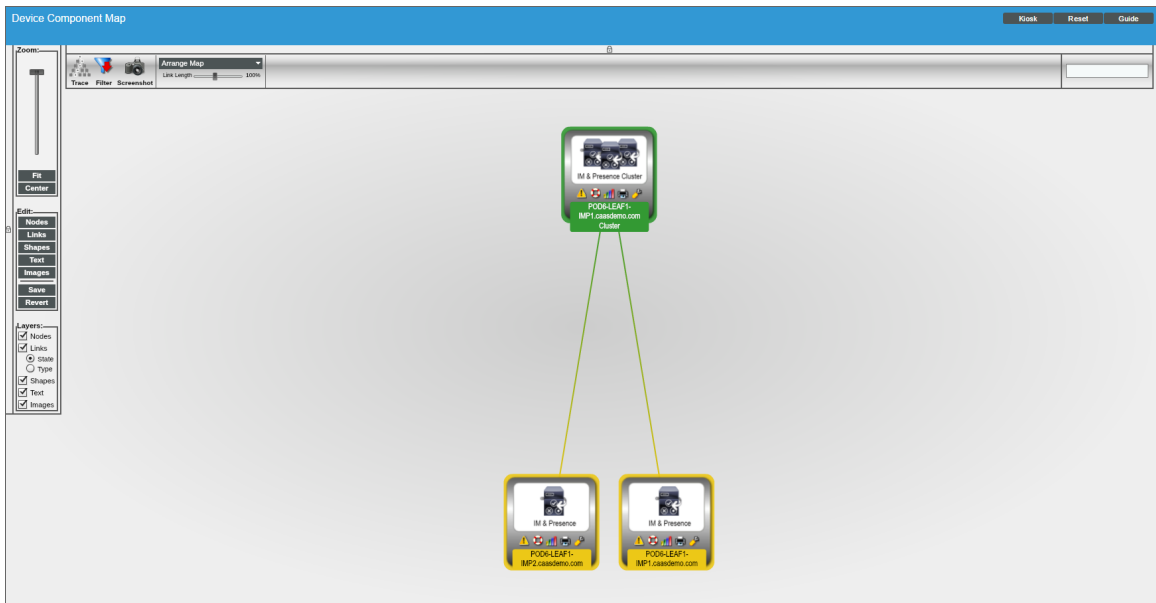 Device Component Map
Kiosk
Reset
Guide
Zoom:
Fit
Center
Edit:
Nodes
Links
Shapes
Text
Images
Save
Revert
Layers:
Nodes
Links
State
Type
Shapes
Text
Images
Trace
Filter
Screenshot
Arrange Map
Link Length
100%
IM & Presence Cluster
POD6-LEAF1-
IMP1.caasdemo.com
Cluster
IM & Presence
POD6-LEAF1-
IMP2.caasdemo.com
IM & Presence
POD6-LEAF1-
IMP1.caasdemo.com